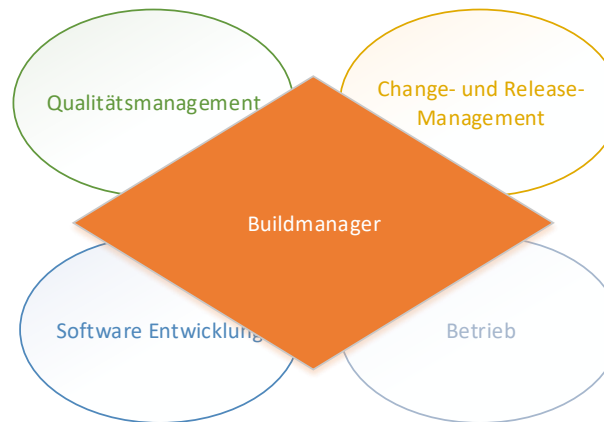 Qualitätsmanagement
Change- und Release-
Management
Buildmanager
Software Entwicklung
Betrieb